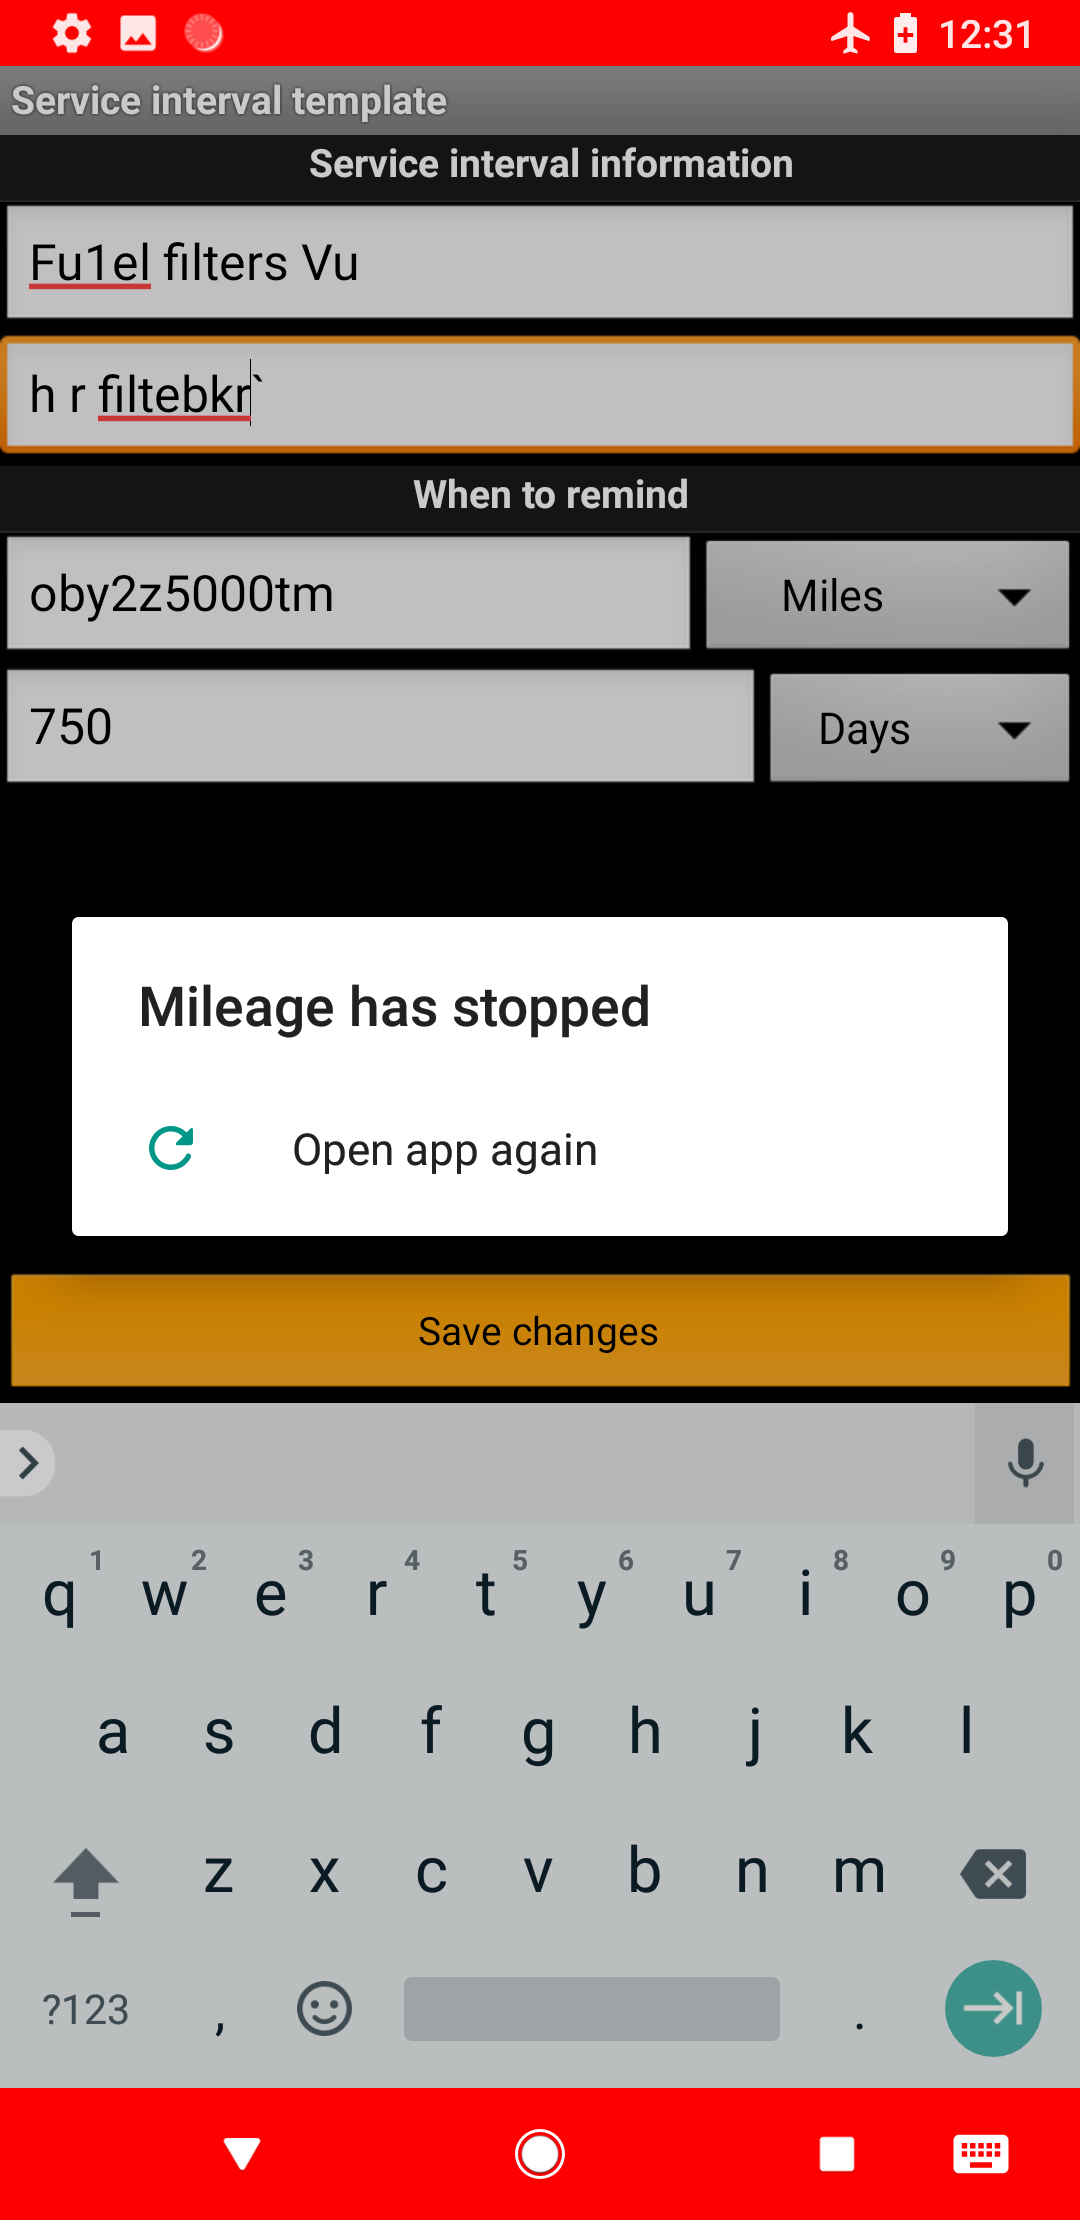 12:31
Service interval template
Service interval information
Fu1el filters Vu
h r filtebkr`
When to remind
oby2z5000tm
Miles
750
Days
Mileage has stopped
Open app again
Save changes
1 2 3 4 5 6 7 8 9 0
q w e r t y u i o p
a s d f g h j k l
z x c v b n m
?123 , .